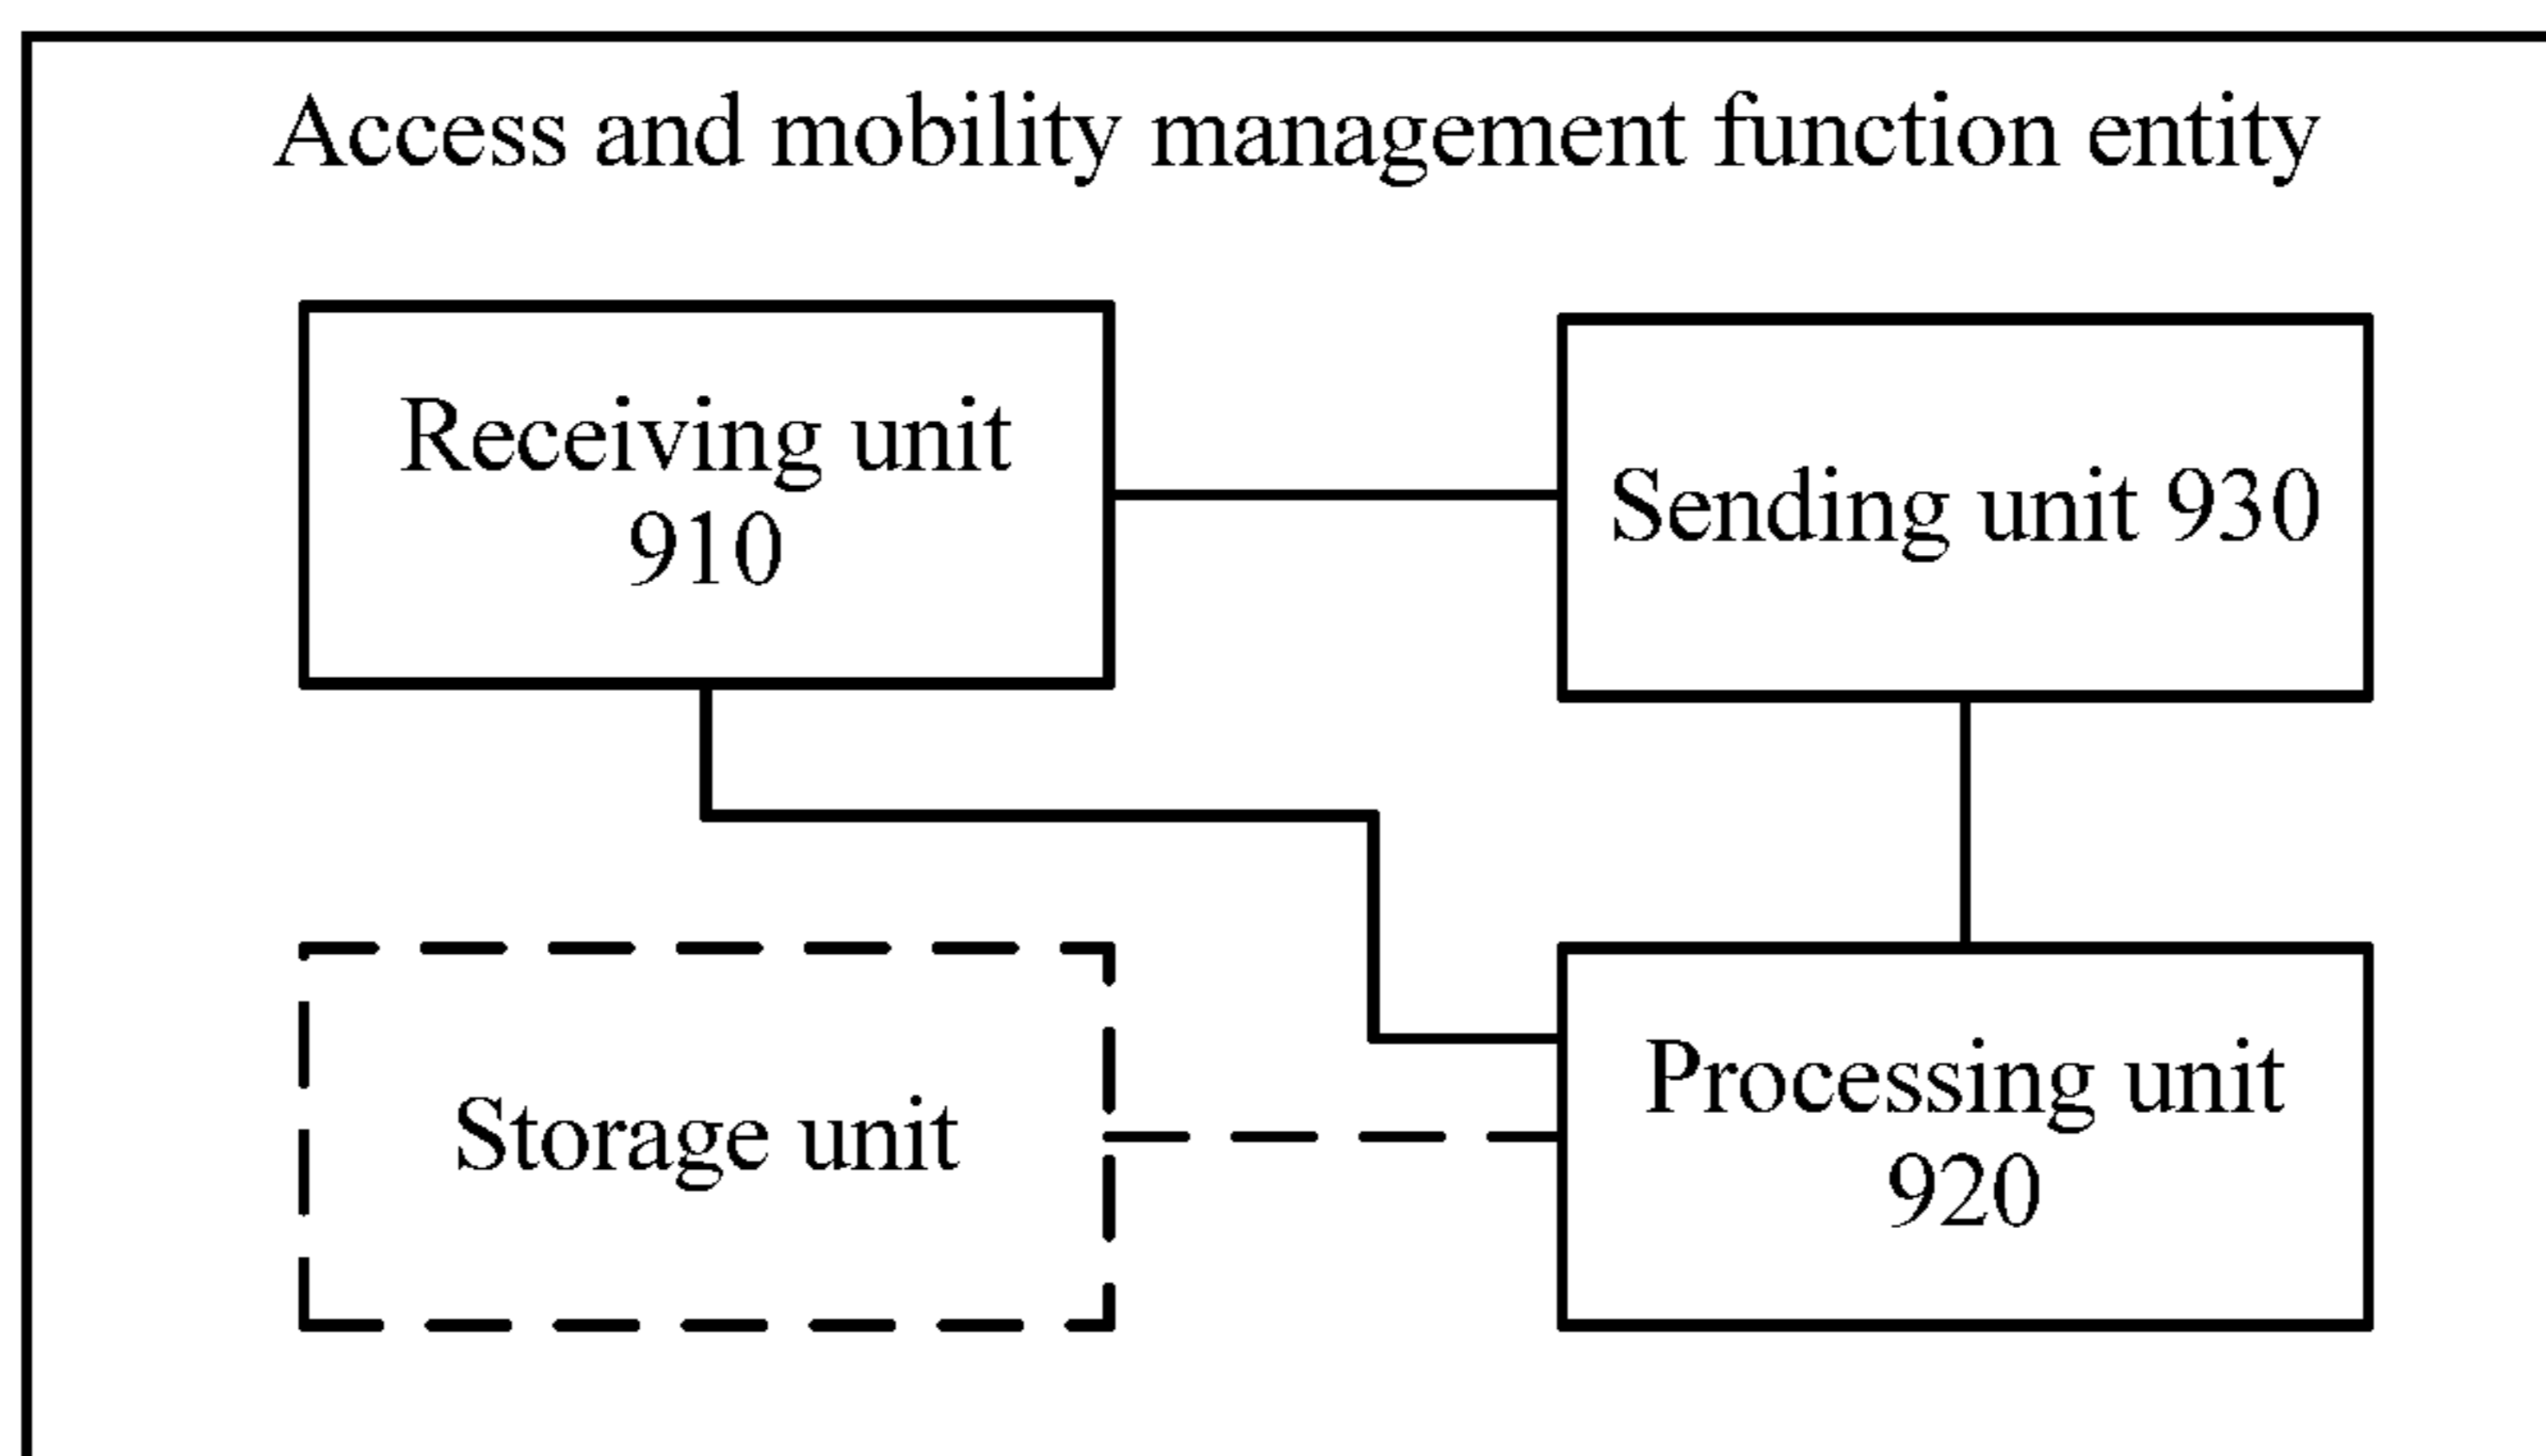 Access and mobility management function entity
Receiving unit
910
Sending unit 930
Storage unit
Processing unit
920